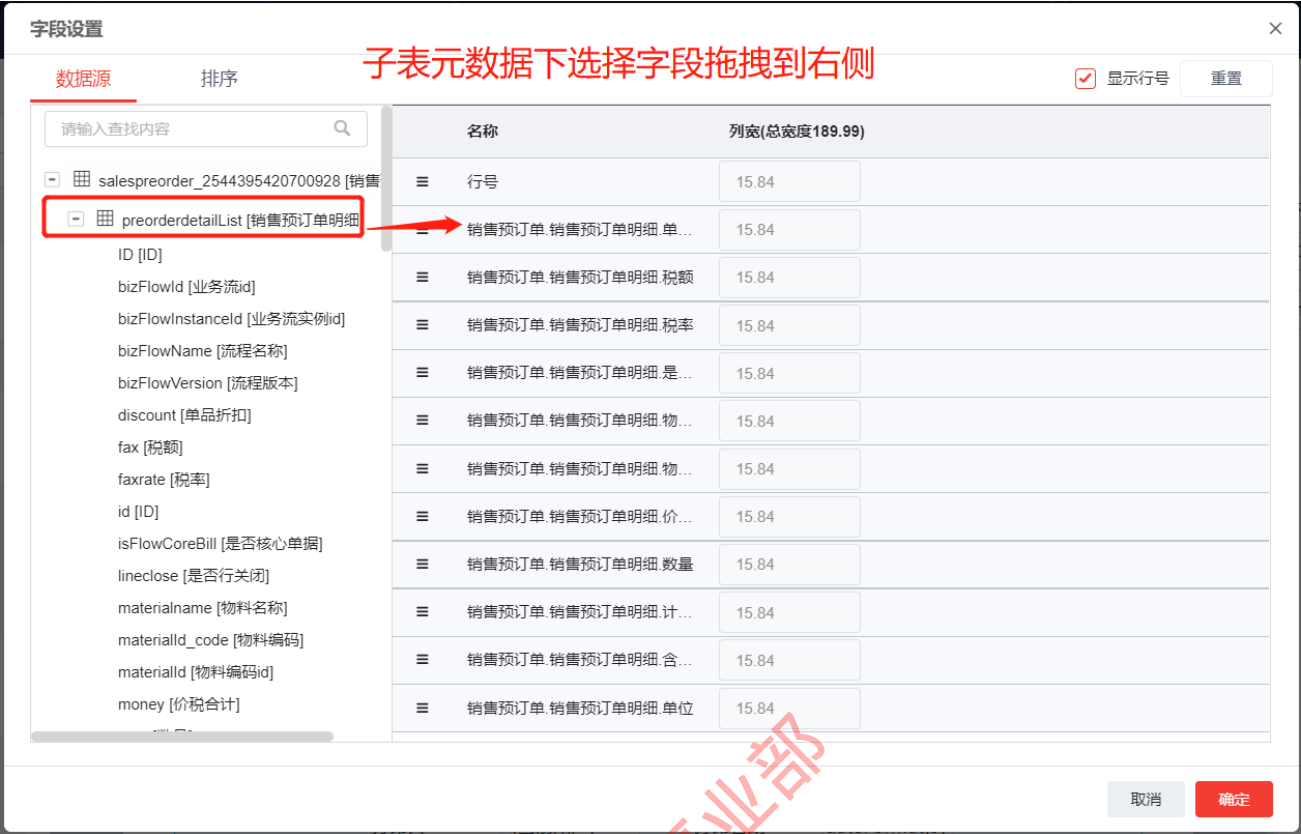 字段设置
子表元数据下选择字段拖拽到右侧
数据源 排序
显示行号 重置
请输入查找内容
名称 列宽(总宽度189.99)
salespreorder_2544395420700928 [销售
行号 15.84
preorderdetailList [销售预订单明细
销售预订单.销售预订单明细.单... 15.84
ID [ID]
销售预订单.销售预订单明细.税额 15.84
bizFlowId [业务流id]
bizFlowInstanceId [业务流实例id]
销售预订单.销售预订单明细.税率 15.84
bizFlowName [流程名称]
销售预订单.销售预订单明细.是... 15.84
bizFlowVersion [流程版本]
discount [单品折扣]
销售预订单.销售预订单明细.物... 15.84
fax [税额]
销售预订单.销售预订单明细.物... 15.84
faxrate [税率]
id [ID]
销售预订单.销售预订单明细.价... 15.84
isFlowCoreBill [是否核心单据]
销售预订单.销售预订单明细.数量 15.84
lineclose [是否行关闭]
materialname [物料名称]
销售预订单.销售预订单明细.计... 15.84
materialId_code [物料编码]
销售预订单.销售预订单明细.含... 15.84
materialId [物料编码id]
money [价税合计]
销售预订单.销售预订单明细.单位 15.84
业部
取消 确定